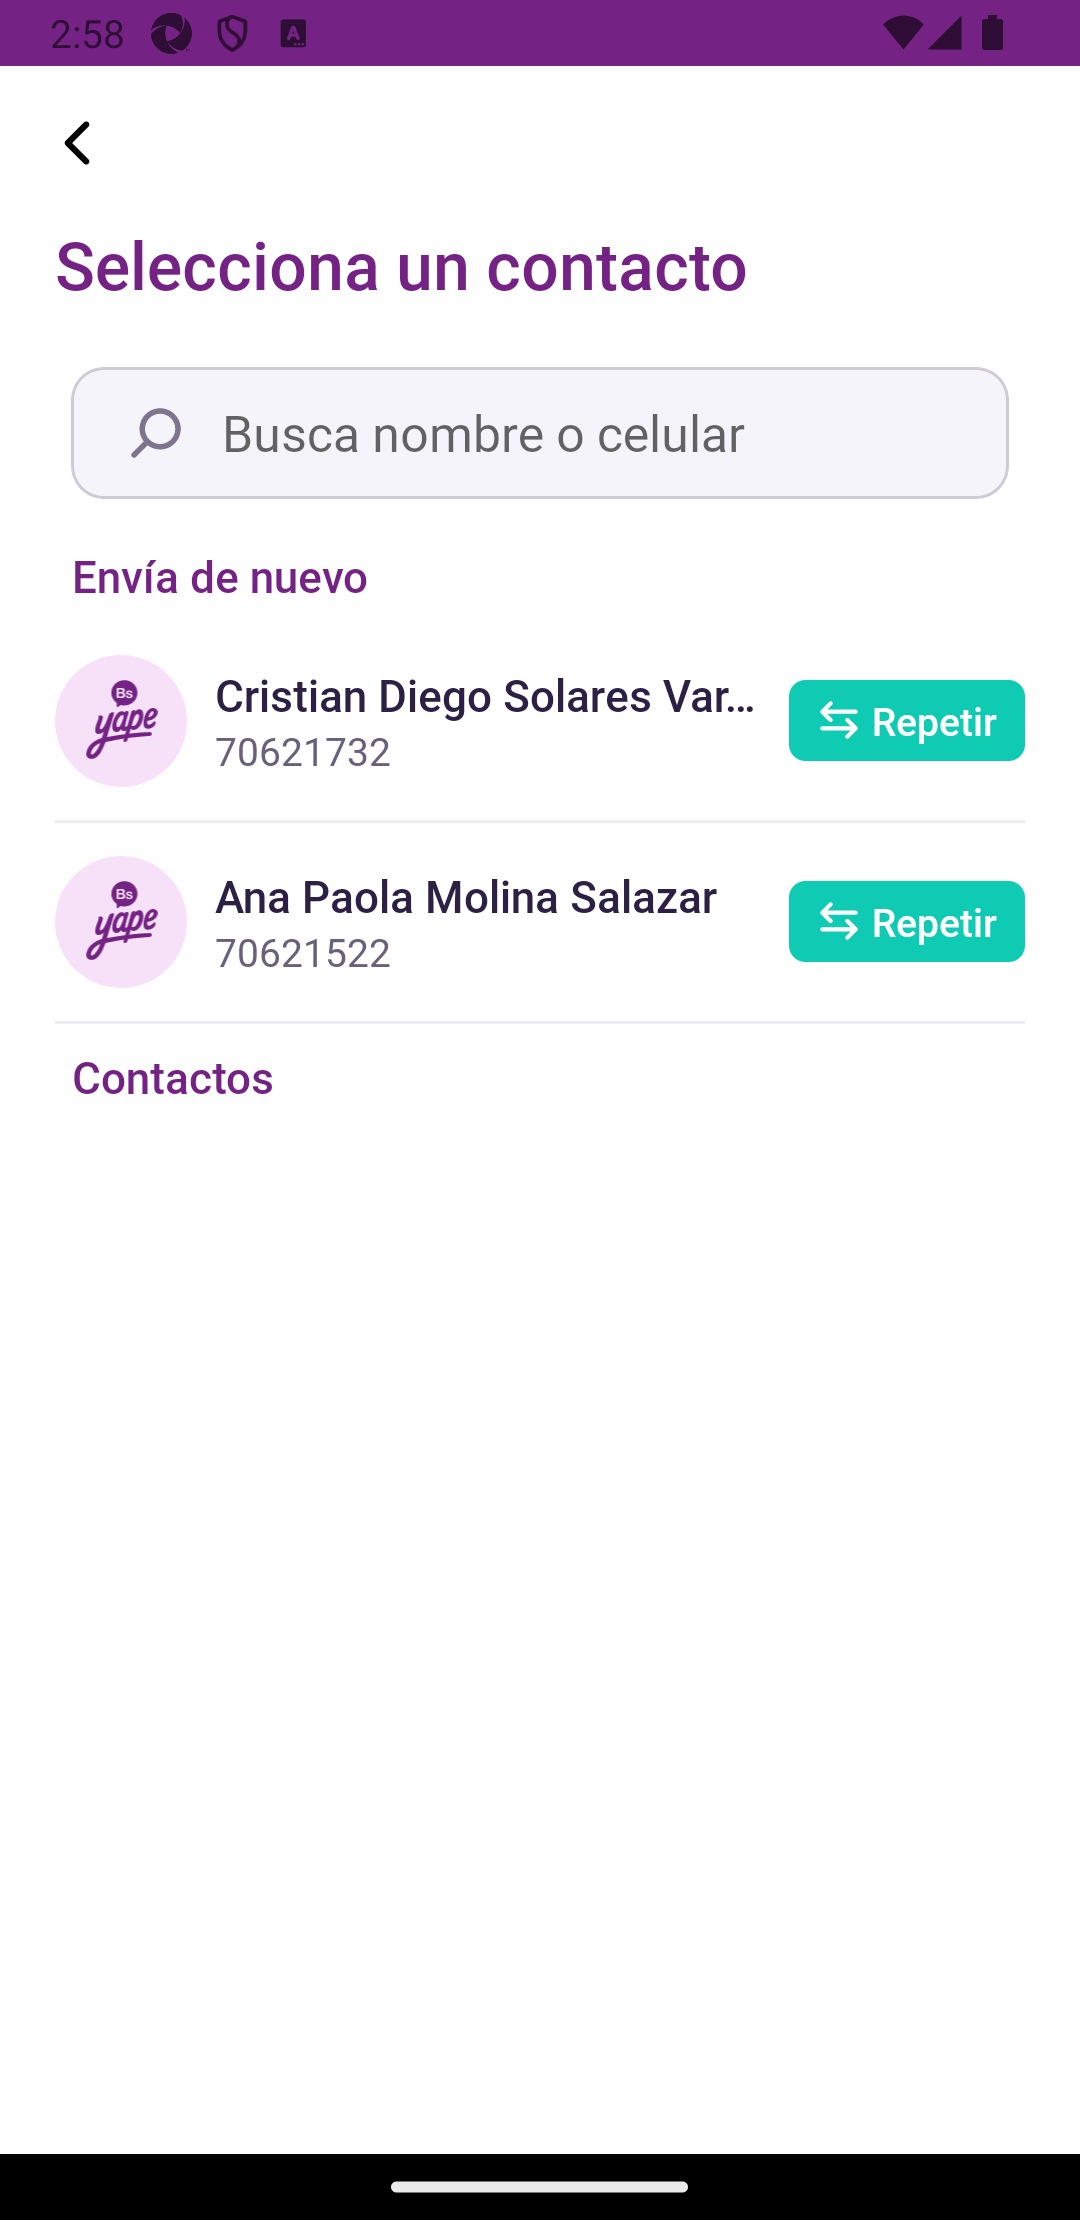 2:58
Selecciona un contacto
Busca nombre o celular
Envía de nuevo
Bs
yape
Cristian Diego Solares Var...
70621732
Repetir
Bs
yape
Ana Paola Molina Salazar
70621522
Repetir
Contactos